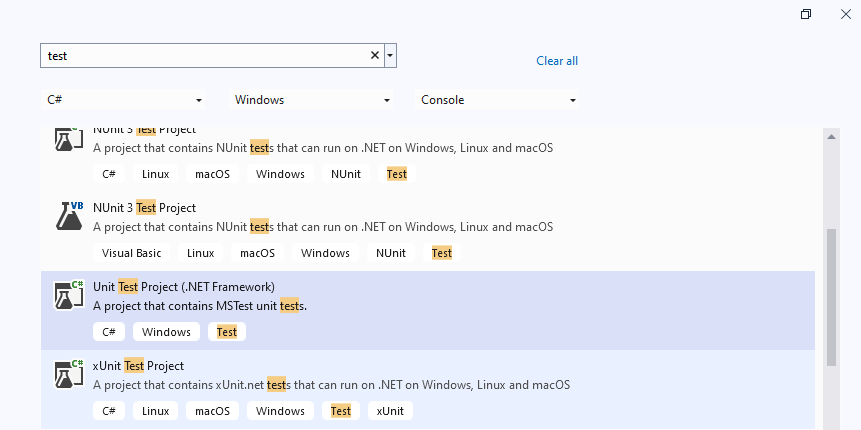 test
Clear all
C# Windows Console
NUnit 3 Test Project
A project that contains NUnit tests that can run on .NET on Windows, Linux and macOS
C# Linux macOS Windows NUnit Test
VB
NUnit 3 Test Project
A project that contains NUnit tests that can run on .NET on Windows, Linux and macOS
Visual Basic Linux macOS Windows NUnit Test
C#
Unit Test Project (.NET Framework)
A project that contains MSTest unit tests.
C# Windows Test
C#
xUnit Test Project
A project that contains xUnit.net tests that can run on .NET on Windows, Linux and macOS
C# Linux macOS Windows Test xUnit